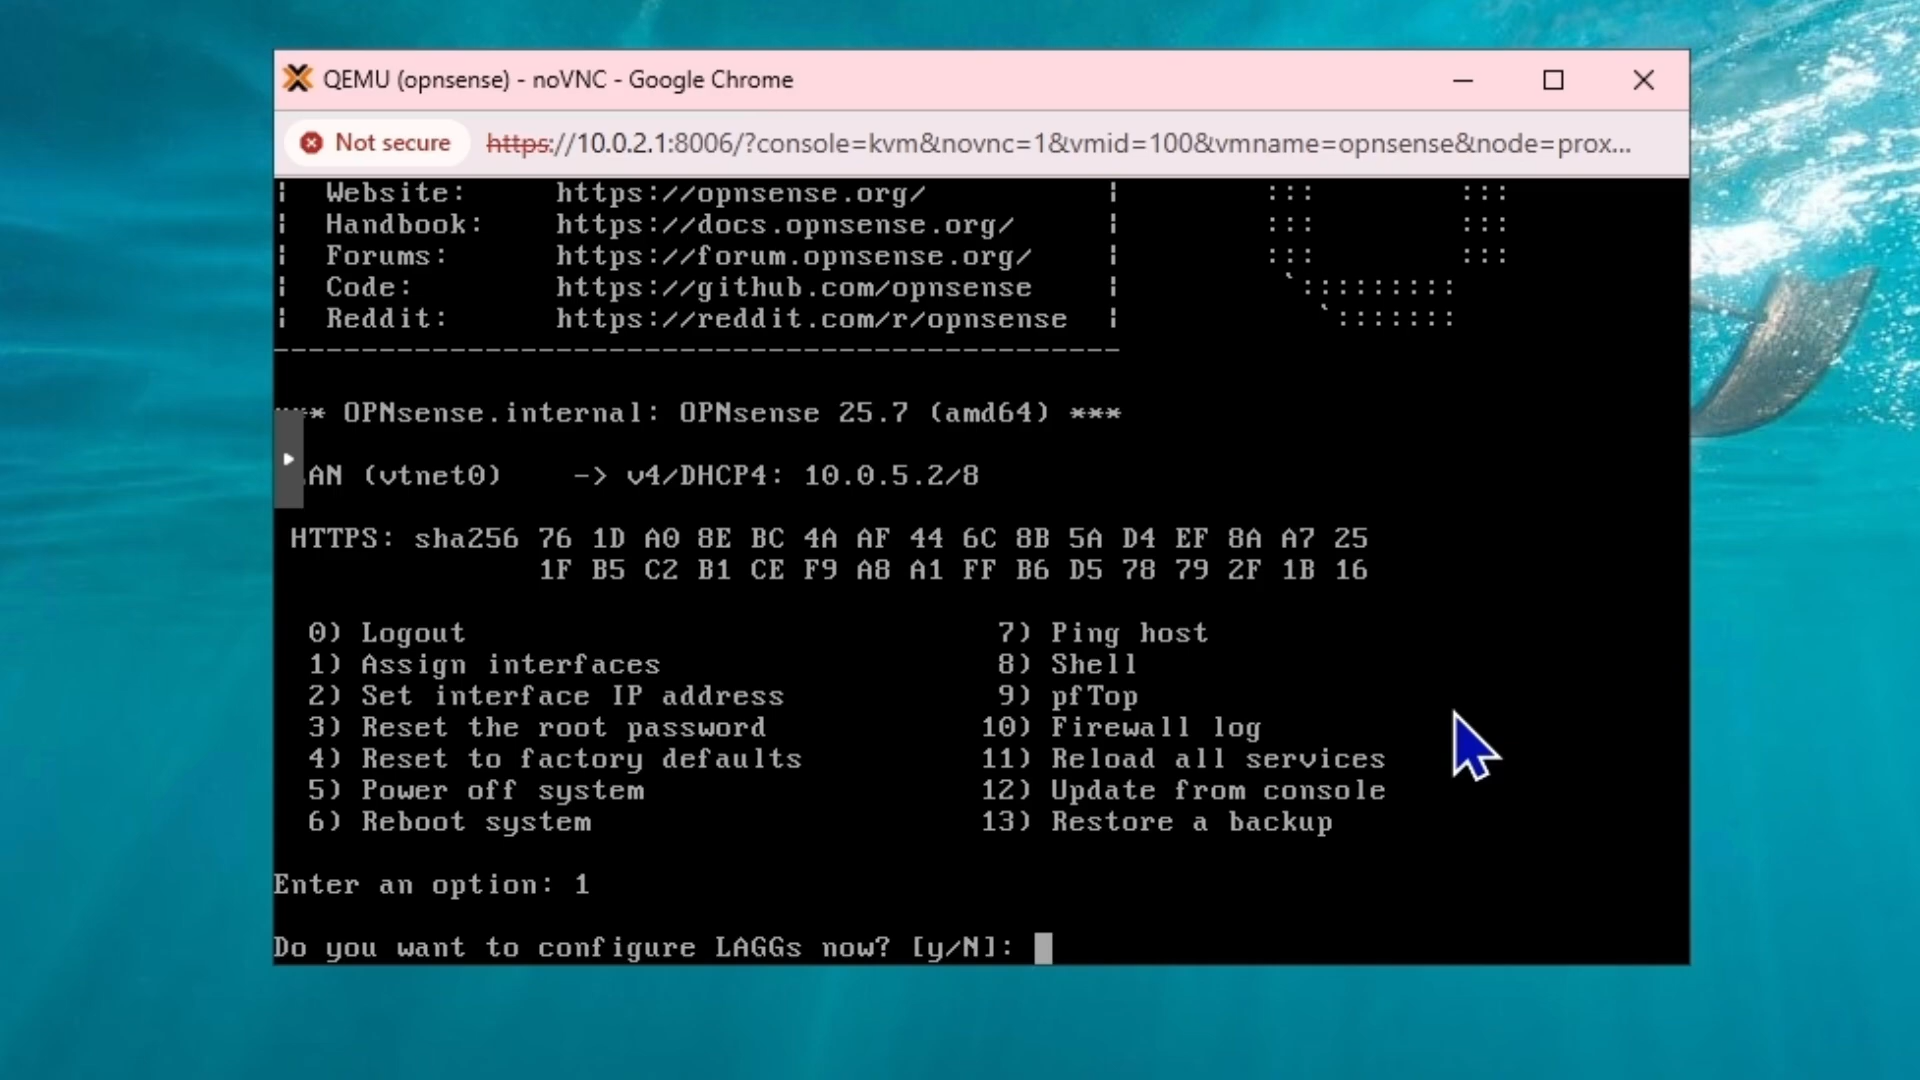 QEMU (opnsense) - noVNC - Google Chrome
Not secure https://10.0.2.1:8006/?console=kvm&novnc=1&vmid=100&vmname=opnsense&node=prox...
| Website: https://opnsense.org/ | ::: :::
| Handbook: https://docs.opnsense.org/ | ::: :::
| Forums: https://forum.opnsense.org/ | ::: :::
| Code: https://github.com/opnsense | `:::::::::
| Reddit: https://reddit.com/r/opnsense | `:::::::
------------------------------------------------
*** OPNsense.internal: OPNsense 25.7 (amd64) ***
AN (vtnet0) -> v4/DHCP4: 10.0.5.2/8
HTTPS: sha256 76 1D A0 8E BC 4A AF 44 6C 8B 5A D4 EF 8A A7 25
1F B5 C2 B1 CE F9 A8 A1 FF B6 D5 78 79 2F 1B 16
0) Logout 7) Ping host
1) Assign interfaces 8) Shell
2) Set interface IP address 9) pfTop
3) Reset the root password 10) Firewall log
4) Reset to factory defaults 11) Reload all services
5) Power off system 12) Update from console
6) Reboot system 13) Restore a backup
Enter an option: 1
Do you want to configure LAGGs now? [y/N]: